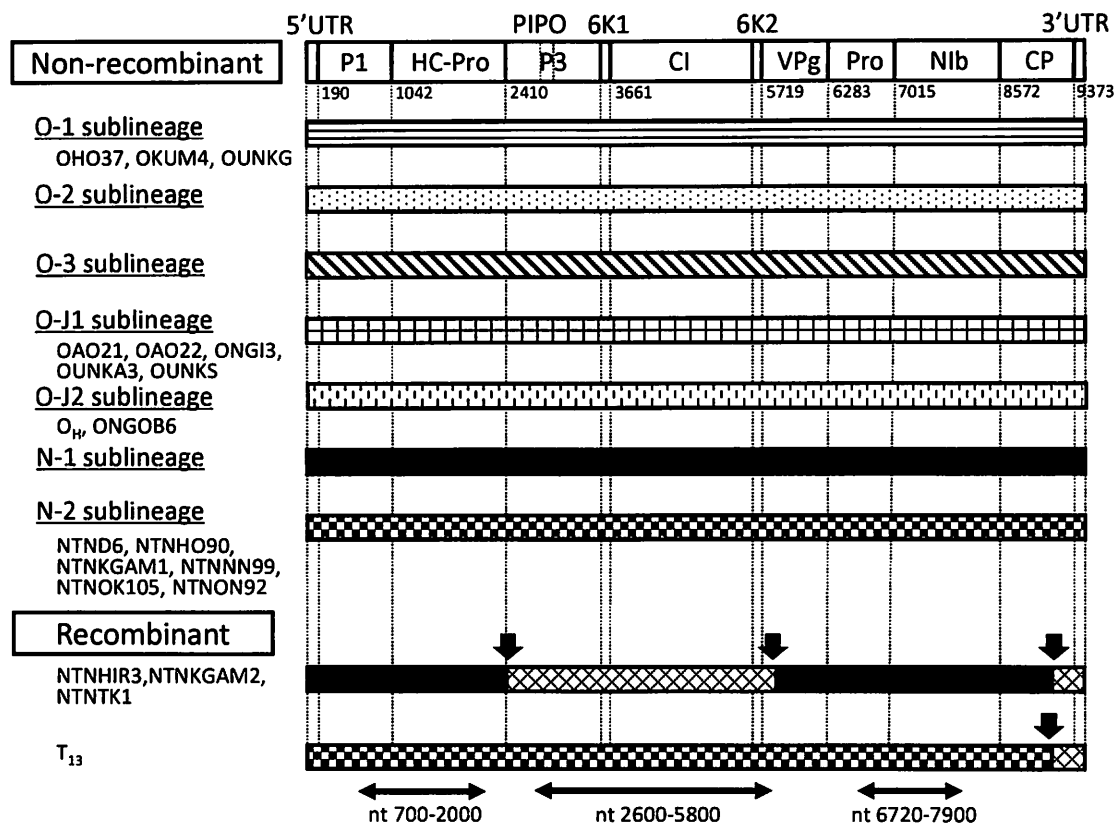 5'UTR PIPO 6K1 6K2 3'UTR
Non-recombinant P1 HC-Pro P3 CI VPg Pro NIb CP
190 1042 2410 3661 5719 6283 7015 8572 9373
O-1 sublineage
OHO37, OKUM4, OUNKG
O-2 sublineage
O-3 sublineage
O-J1 sublineage
OAO21, OAO22, ONGI3,
OUNKA3, OUNKS
O-J2 sublineage
OH, ONGOB6
N-1 sublineage
N-2 sublineage
NTND6, NTNHO90,
NTNKGAM1, NTNNN99,
NTNOK105, NTNON92
Recombinant
NTNHIR3,NTNKGAM2,
NTNTK1
T13
nt 700-2000 nt 2600-5800 nt 6720-7900